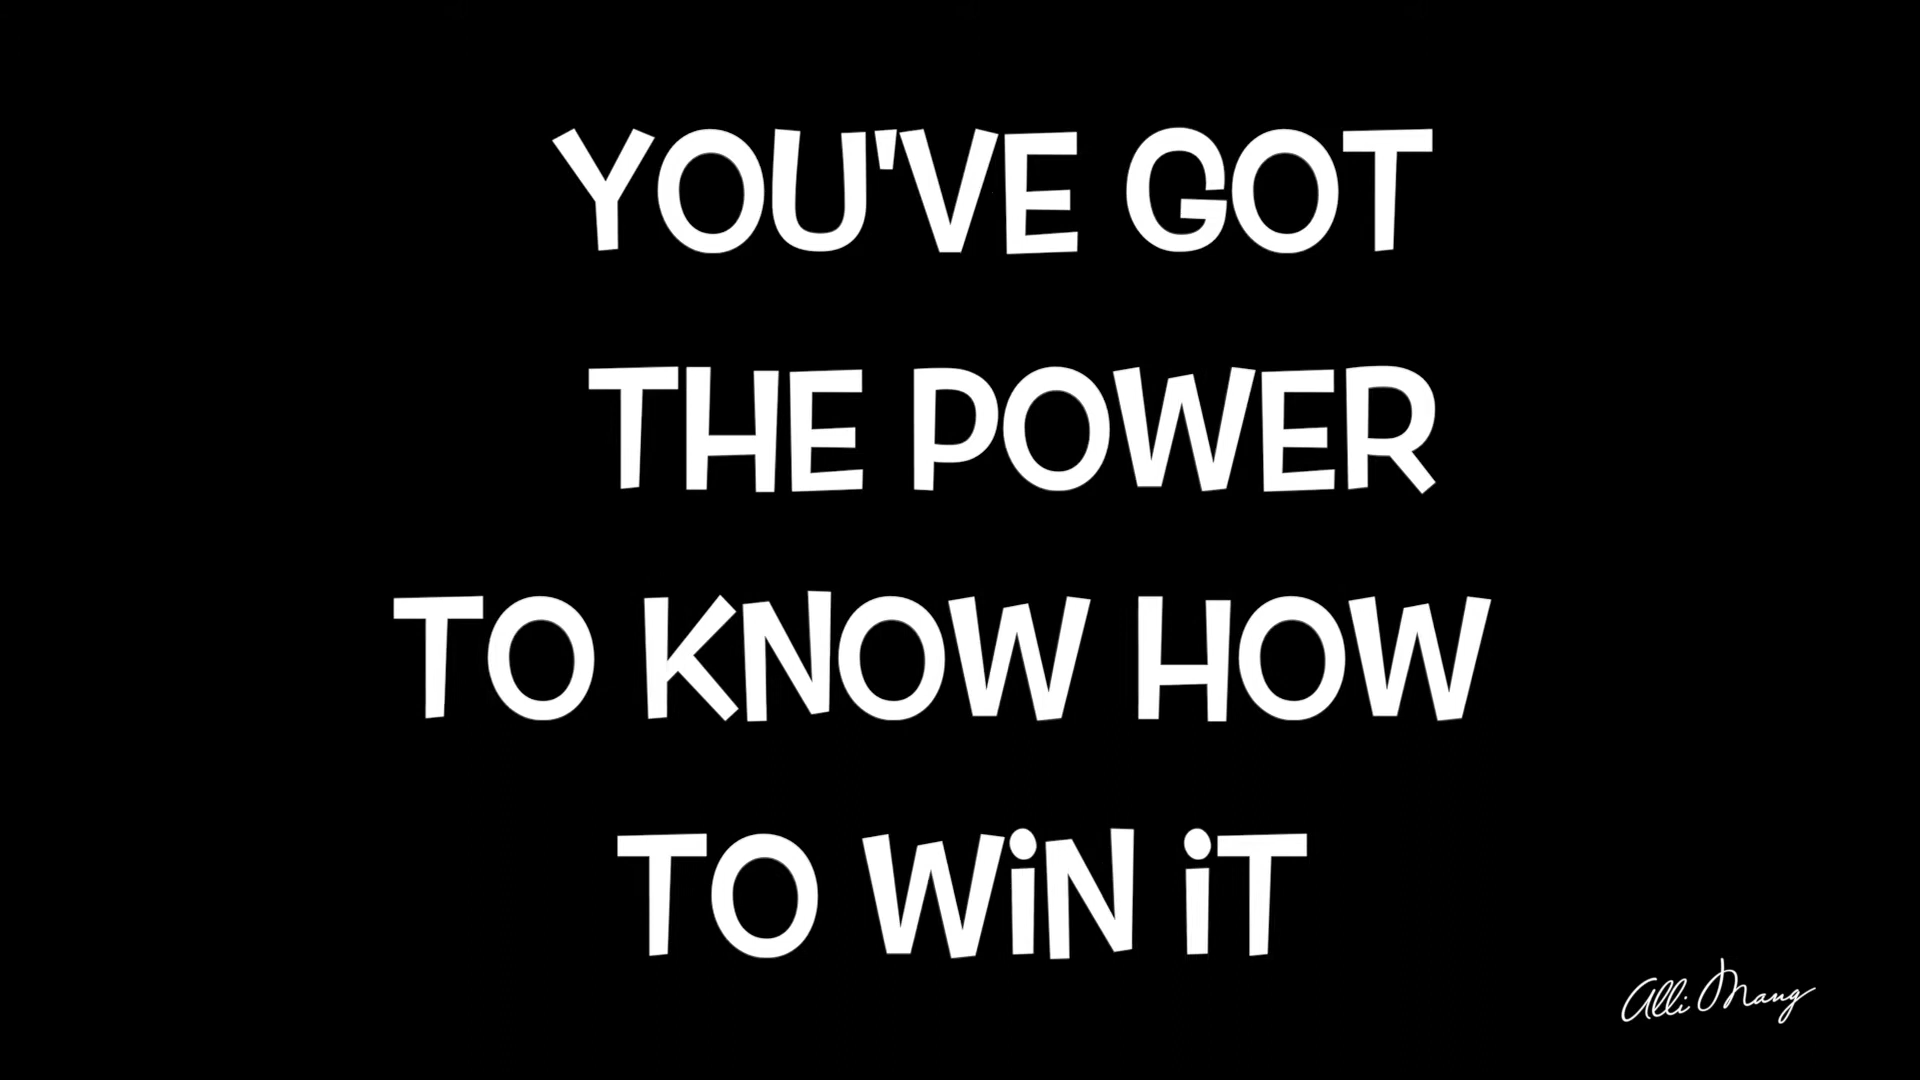 YOU'VE GOT
THE POWER
TO KNOW HOW
TO WiN iT
Alli Mang